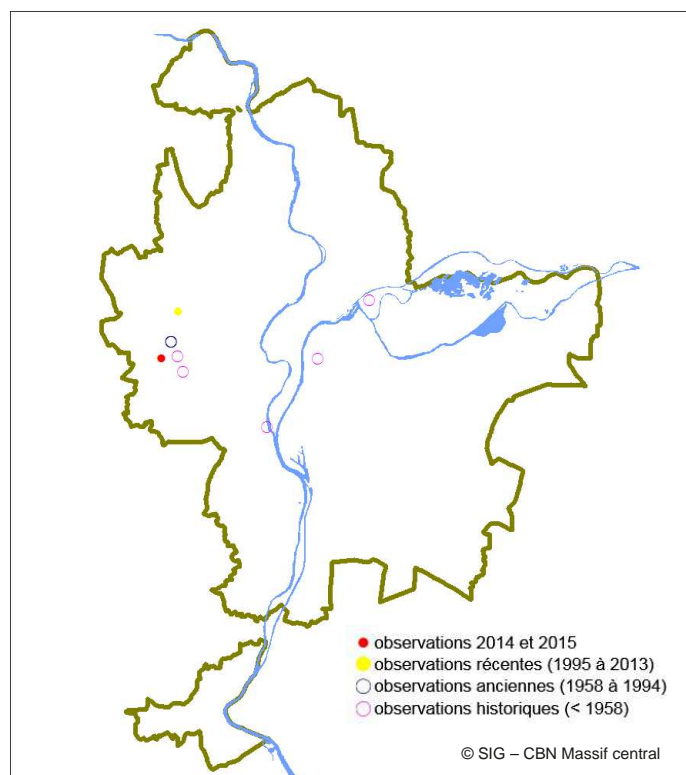 observations 2014 et 2015
observations récentes (1995 à 2013)
observations anciennes (1958 à 1994)
observations historiques (< 1958)
© SIG – CBN Massif central